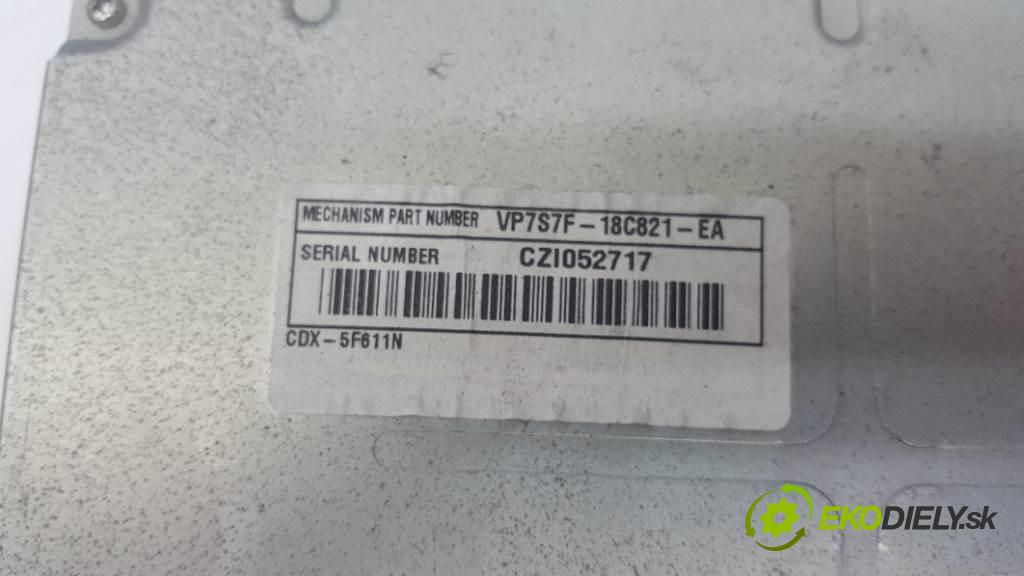 MECHANISM PART NUMBER VP7S7F-18C821-EA
SERIAL NUMBER CZI052717
CDX-5F611N
EKODIELY.sk